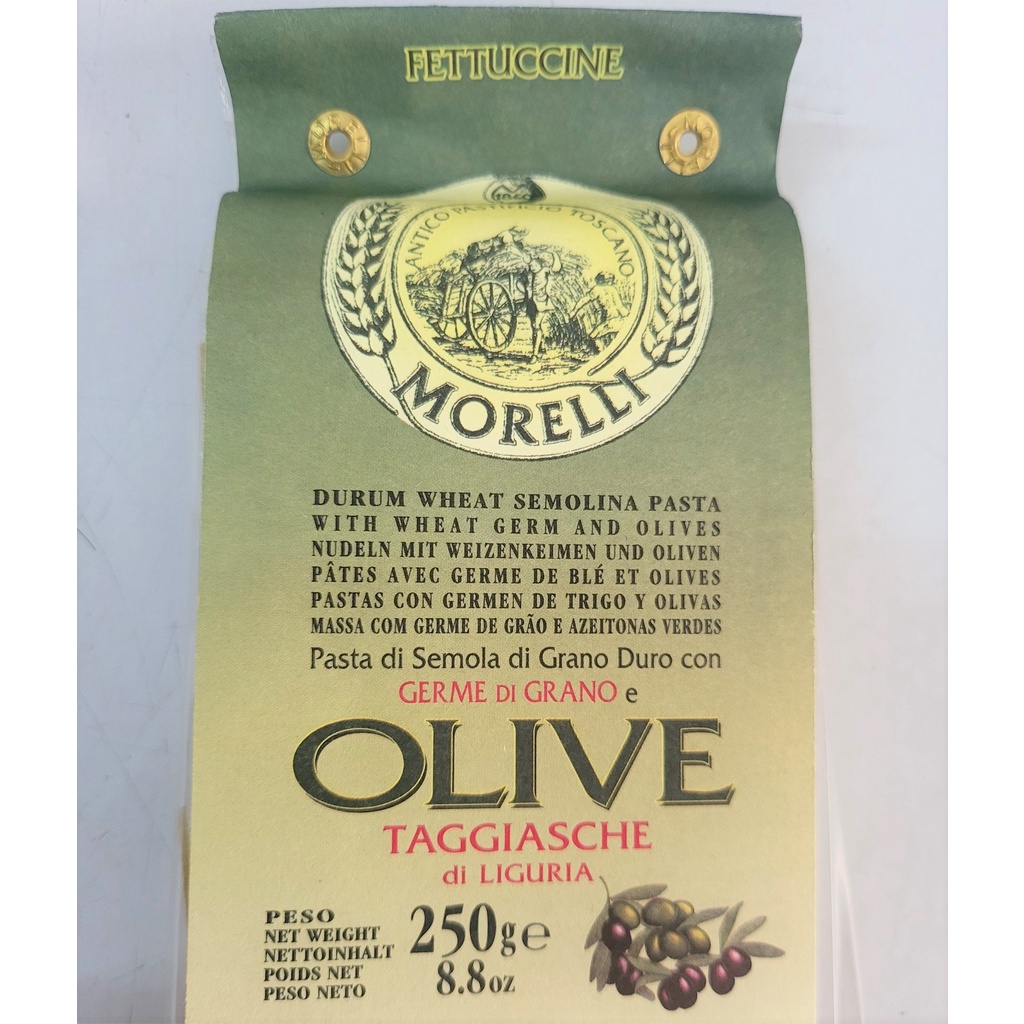 FETTUCCINE
ANTICO PASTIFICIO TOSCANO
MORELLI
DURUM WHEAT SEMOLINA PASTA
WITH WHEAT GERM AND OLIVES
NUDELN MIT WEIZENKEIMEN UND OLIVEN
PÂTES AVEC GERME DE BLÉ ET OLIVES
PASTAS CON GERMEN DE TRIGO Y OLIVAS
MASSA COM GERME DE GRÃO E AZEITONAS VERDES
Pasta di Semola di Grano Duro con
GERME DI GRANO e
OLIVE
TAGGIASCHE
di LIGURIA
PESO
NET WEIGHT
NETTOINHALT
POIDS NET
PESO NETO
250g℮
8.8oz